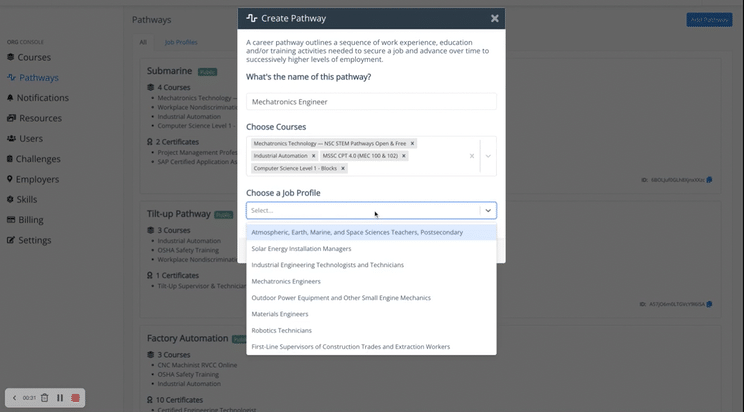 Pathways
Add Pathway
ORG CONSOLE
Courses
Pathways
Notifications
Resources
Users
Challenges
Employers
Skills
Billing
Settings
All
Job Profiles
Submarine
4 Courses
Mechatronics Technology —
Workplace Nondiscriminati
Industrial Automation
Computer Science Level 1 -
2 Certificates
Project Management Profes
SAP Certified Application As
ID:
Tilt-up Pathway
3 Courses
Industrial Automation
OSHA Safety Training
Workplace Nondiscriminati
1 Certificates
Tilt-Up Supervisor & Technician
ID:
Factory Automation
3 Courses
CNC Machinist RVCC Online
OSHA Safety Training
Industrial Automation
10 Certificates
Certified Engineering Technologist
Create Pathway
A career pathway outlines a sequence of work experience, education
and/or training activities needed to secure a job and advance over time to
successively higher levels of employment.
What's the name of this pathway?
Mechatronics Engineer
Choose Courses
Mechatronics Technology — NSC STEM Pathways Open & Free
Industrial Automation
MSSC CPT 4.0 (MEC 100 & 102)
Computer Science Level 1 - Blocks
Choose a Job Profile
Select...
Atmospheric, Earth, Marine, and Space Sciences Teachers, Postsecondary
Solar Energy Installation Managers
Industrial Engineering Technologists and Technicians
Mechatronics Engineers
Outdoor Power Equipment and Other Small Engine Mechanics
Materials Engineers
Robotics Technicians
First-Line Supervisors of Construction Trades and Extraction Workers
00:21